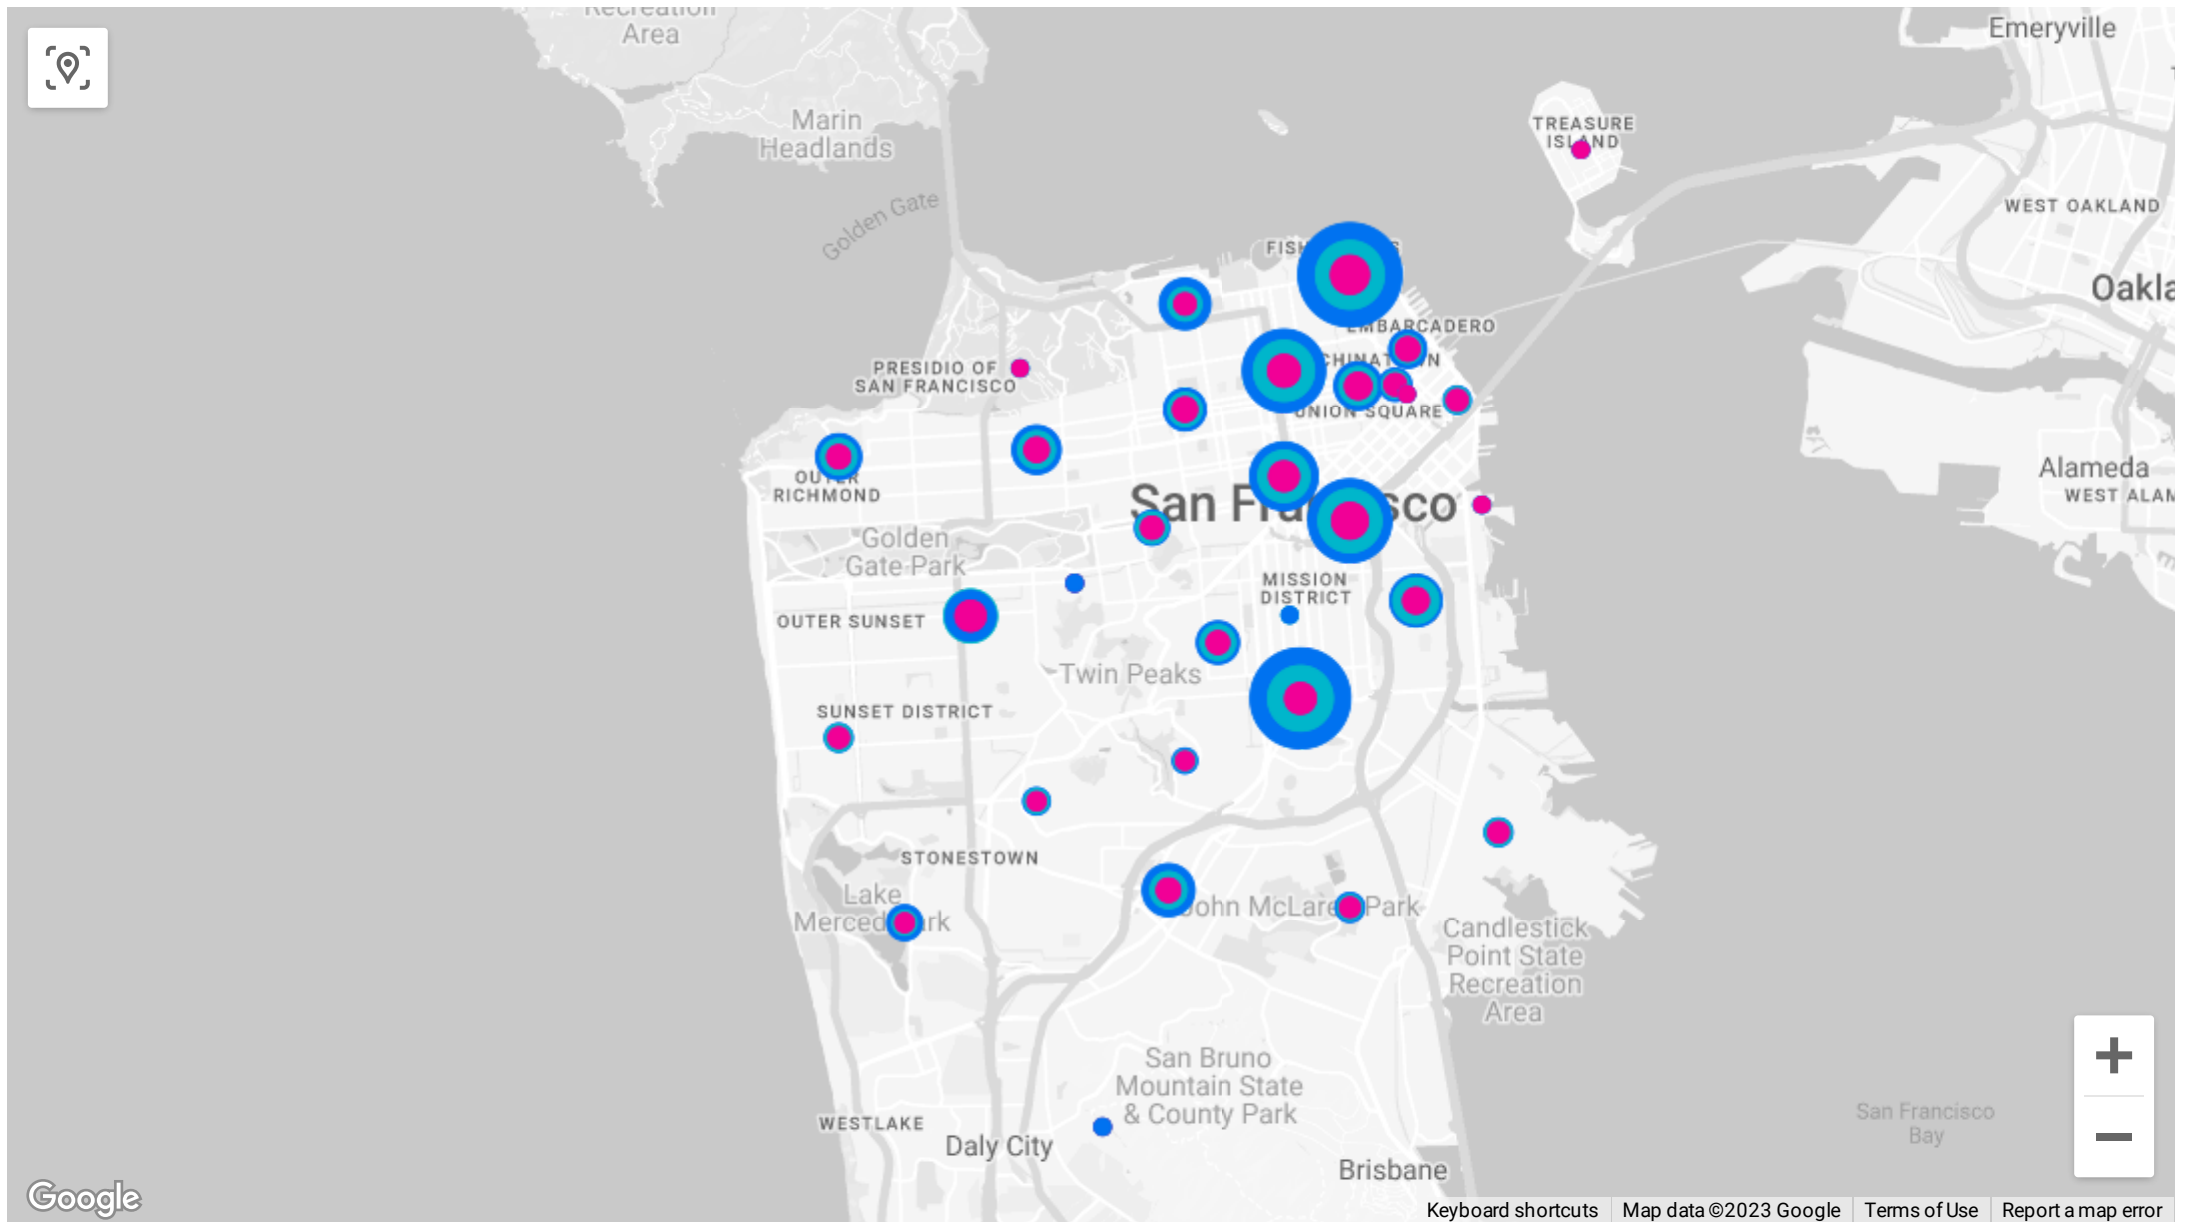 Recreation
Area
Emeryville
Marin
Headlands
TREASURE
ISLAND
Golden Gate
WEST OAKLAND
Oakla
EMBARCADERO
PRESIDIO OF
SAN FRANCISCO
UNION SQUARE
Alameda
WEST ALAM
OUTER
RICHMOND
San Francisco
Golden
Gate Park
MISSION
DISTRICT
OUTER SUNSET
Twin Peaks
SUNSET DISTRICT
STONESTOWN
Lake
Merced Park
John McLaren Park
Candlestick
Point State
Recreation
Area
San Bruno
Mountain State
& County Park
WESTLAKE
Daly City
Brisbane
San Francisco
Bay
Google
Keyboard shortcuts
Map data ©2023 Google
Terms of Use
Report a map error